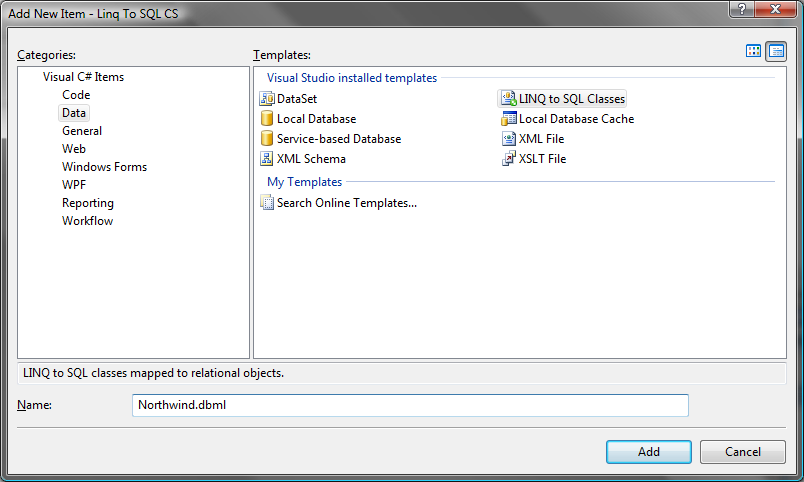 Add New Item - Linq To SQL CS
Categories:
Templates:
Visual C# Items
Code
Data
General
Web
Windows Forms
WPF
Reporting
Workflow
Visual Studio installed templates
DataSet
LINQ to SQL Classes
Local Database
Local Database Cache
Service-based Database
XML File
XML Schema
XSLT File
My Templates
Search Online Templates...
LINQ to SQL classes mapped to relational objects.
Name:
Northwind.dbml
Add
Cancel